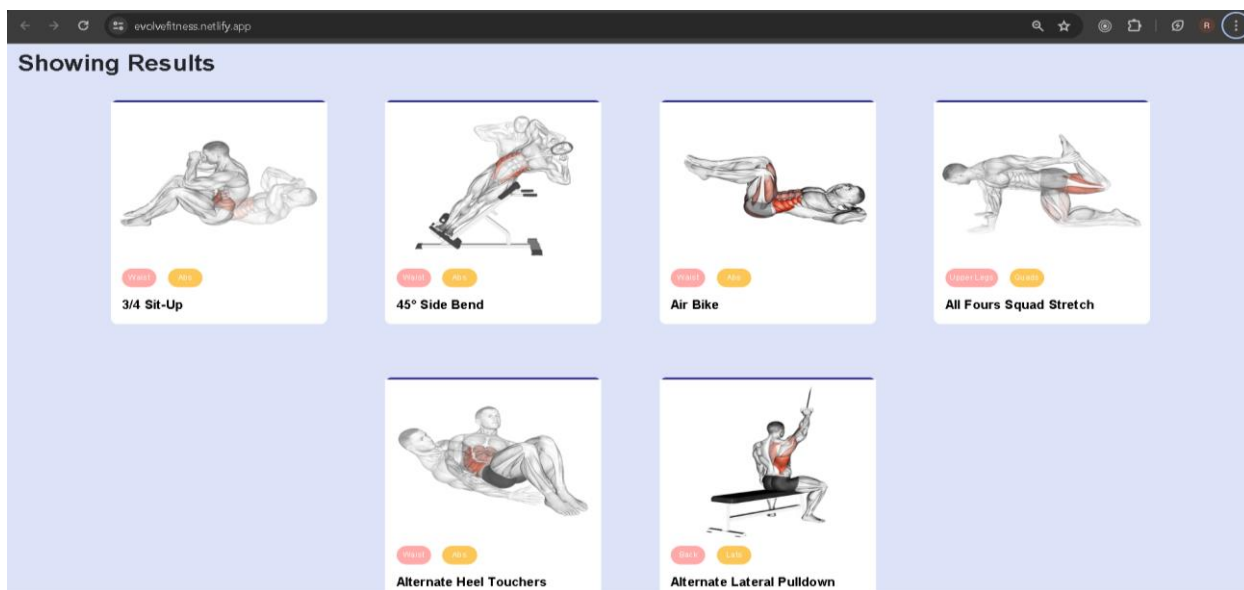 evolvefitness.netlify.app
R
Showing Results
Waist Abs
3/4 Sit-Up
Waist Abs
45° Side Bend
Waist Abs
Air Bike
Upper Legs Quads
All Fours Squad Stretch
Waist Abs
Alternate Heel Touchers
Back Lats
Alternate Lateral Pulldown